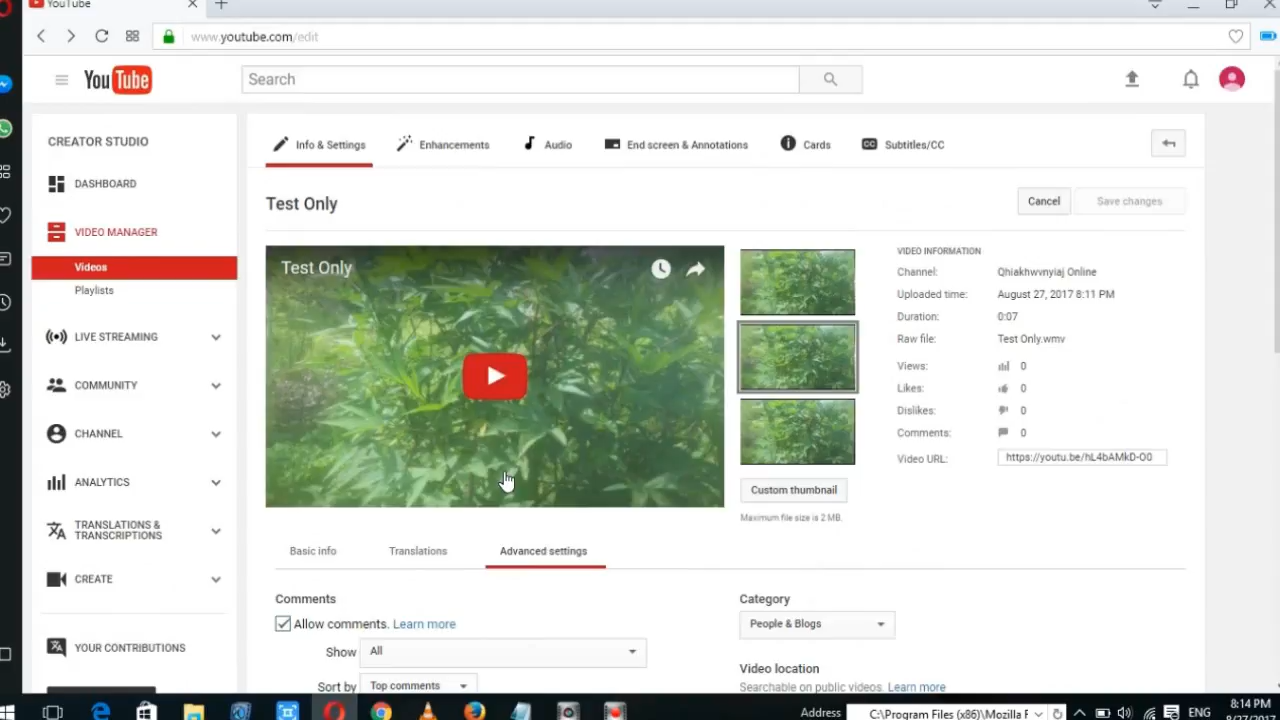 YouTube
www.youtube.com/edit
YouTube
Search
CREATOR STUDIO
DASHBOARD
VIDEO MANAGER
Videos
Playlists
LIVE STREAMING
COMMUNITY
CHANNEL
ANALYTICS
TRANSLATIONS &
TRANSCRIPTIONS
CREATE
YOUR CONTRIBUTIONS
Info & Settings
Enhancements
Audio
End screen & Annotations
Cards
CC Subtitles/CC
Test Only
Cancel
Save changes
Test Only
Custom thumbnail
Maximum file size is 2 MB.
VIDEO INFORMATION
Channel: Qhiakhwvnyiaj Online
Uploaded time: August 27, 2017 8:11 PM
Duration: 0:07
Raw file: Test Only.wmv
Views: 0
Likes: 0
Dislikes: 0
Comments: 0
Video URL: https://youtu.be/hL4bAMkD-O0
Basic info
Translations
Advanced settings
Comments
Allow comments. Learn more
Show All
Sort by Top comments
Category
People & Blogs
Video location
Searchable on public videos. Learn more
Address C:\Program Files (x86)\Mozilla F
ENG
8:14 PM